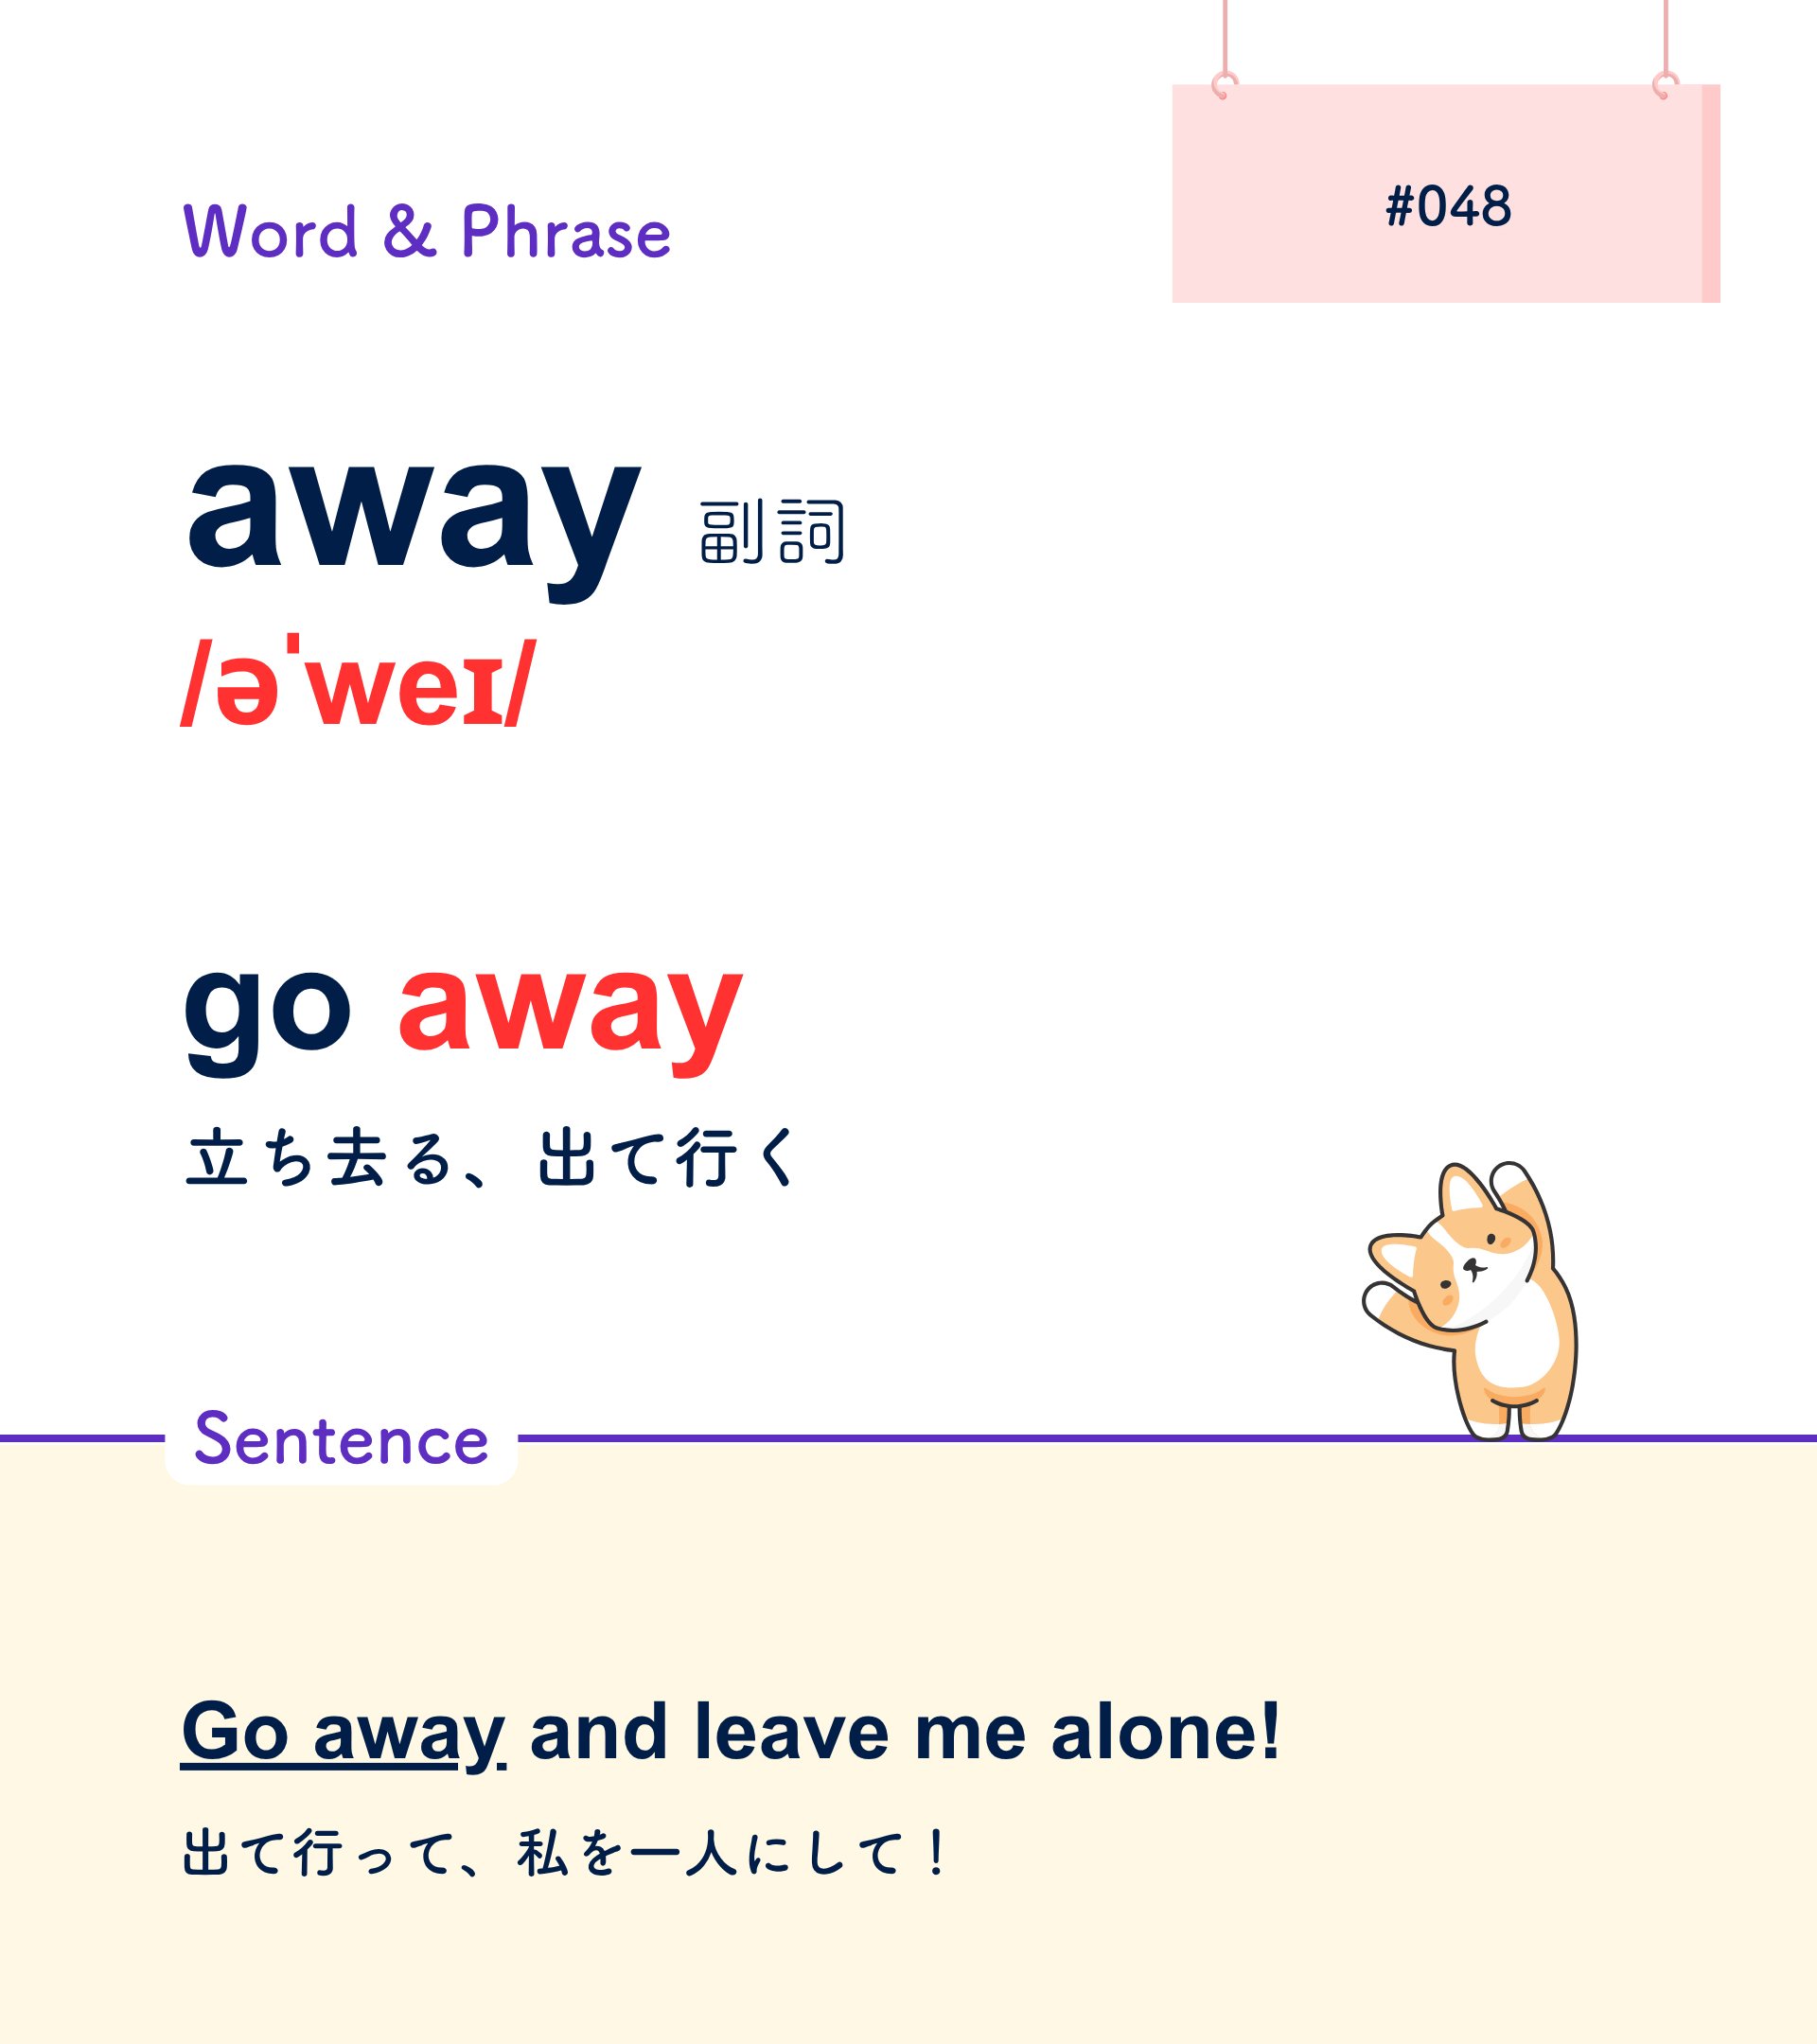 #048
Word & Phrase
away 副詞
/əˈweɪ/
go away
立ち去る、出て行く
Sentence
Go away and leave me alone!
出て行って、私を一人にして！